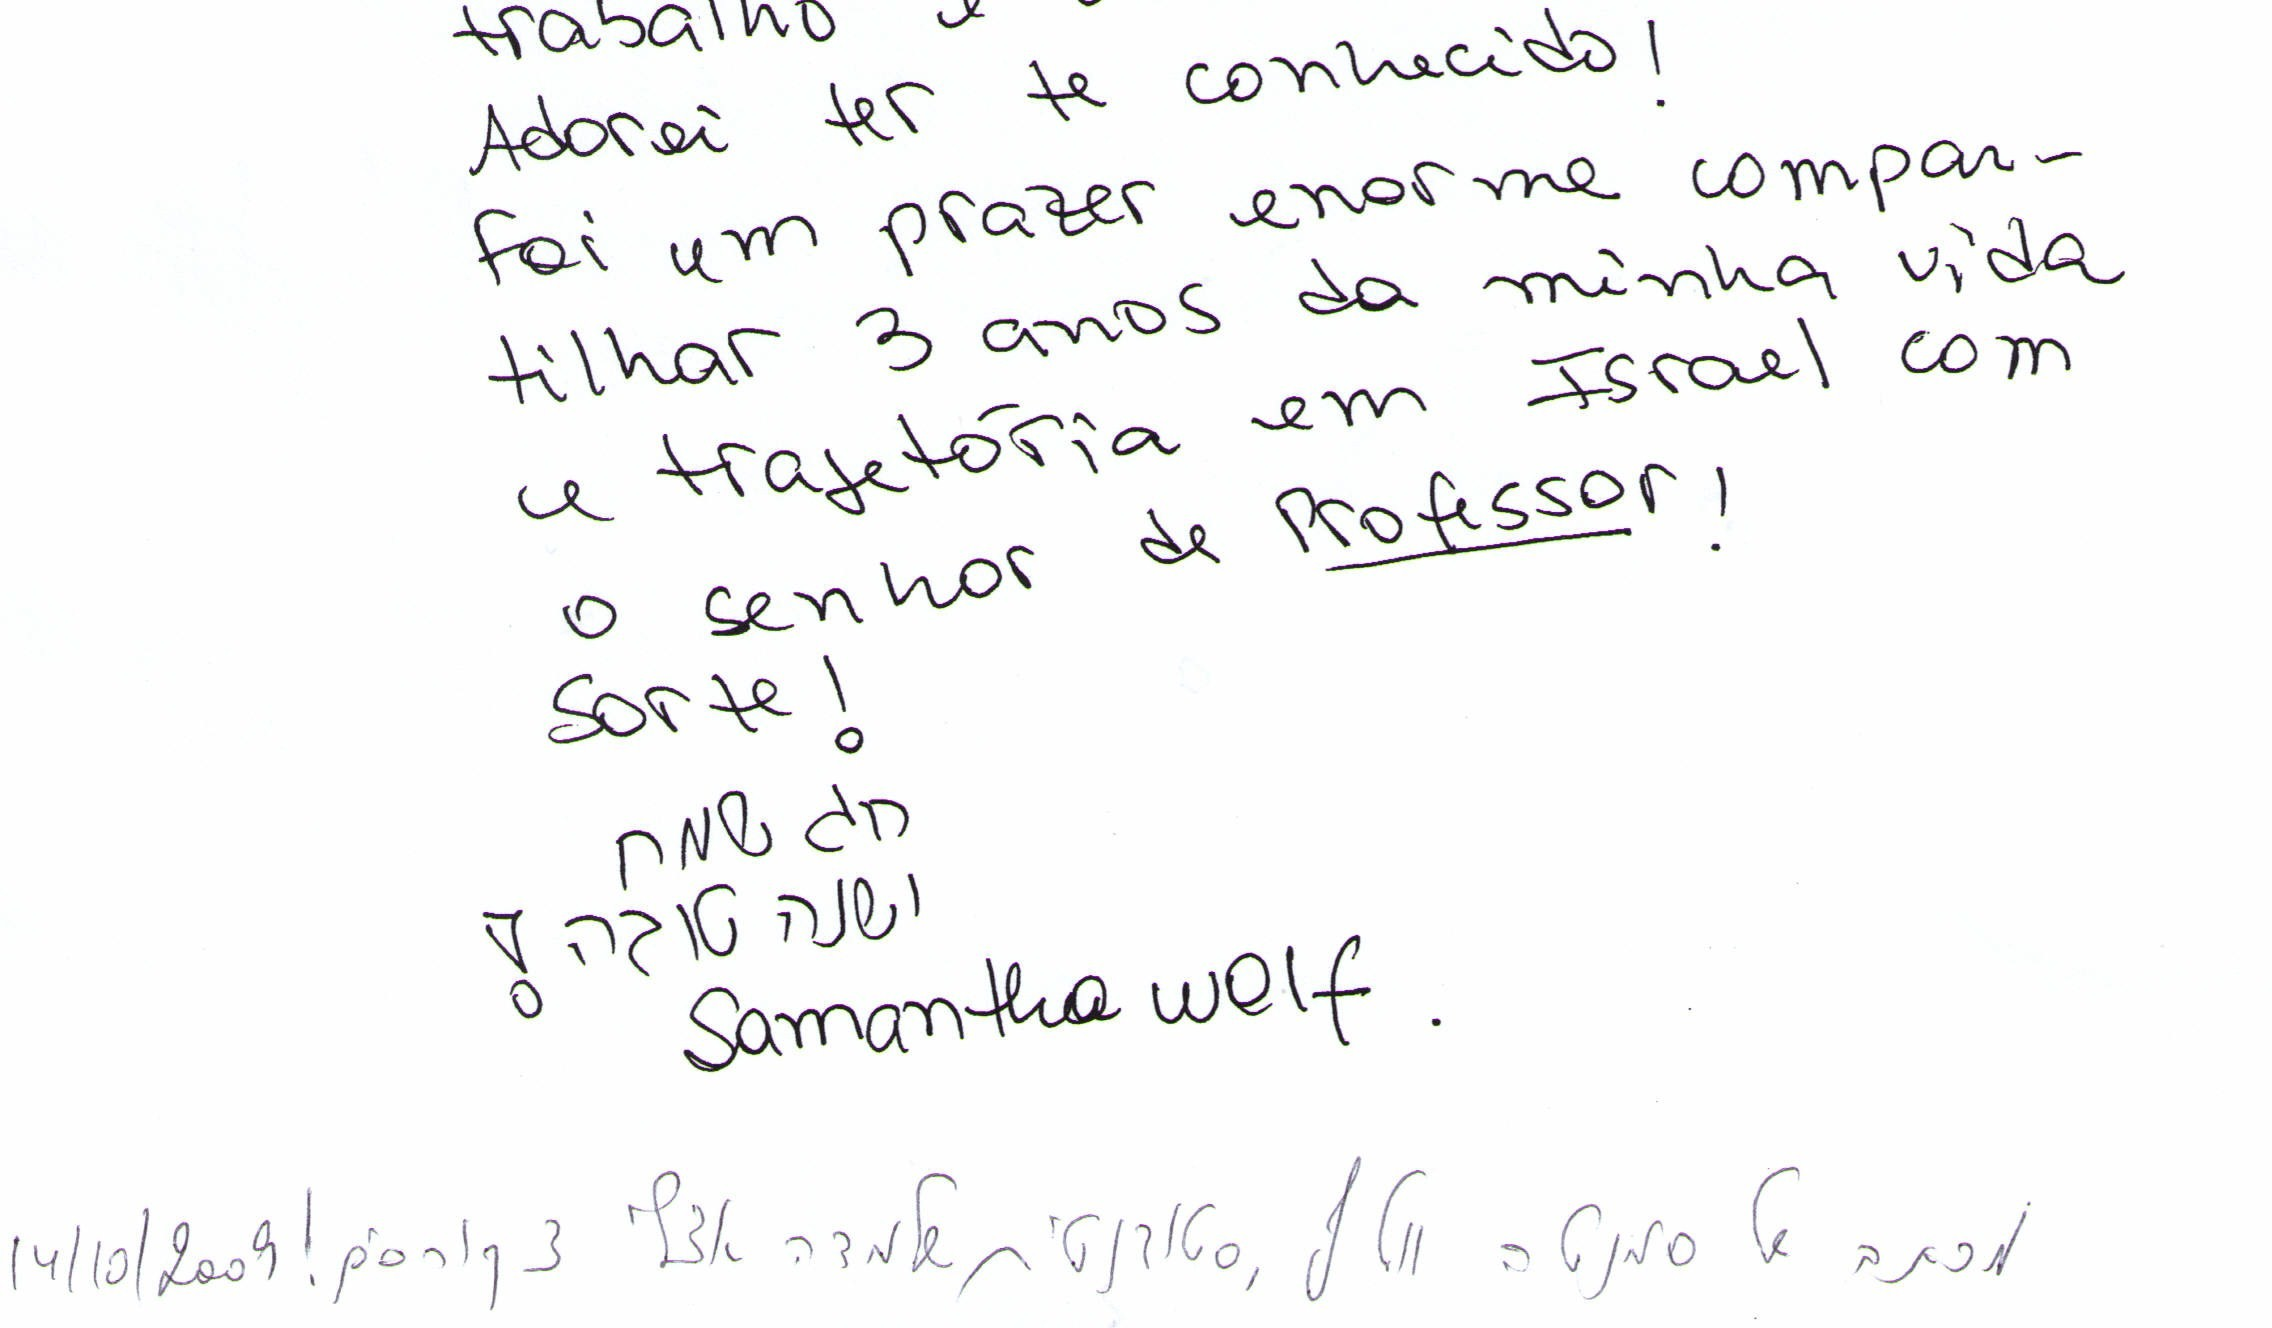 trabalho e
Adorei ter te conhecido!
Foi um prazer enorme compar-
tilhar 3 anos da minha vida
e trajetória em Israel com
o senhor de Professor!
Sorte!
חג שמח
ושנה טובה!
Samantha Wolf.
מכתב של סמנטה וולף, סטודנטית שלמדה אצלי 3 קורסים! 14/10/2009